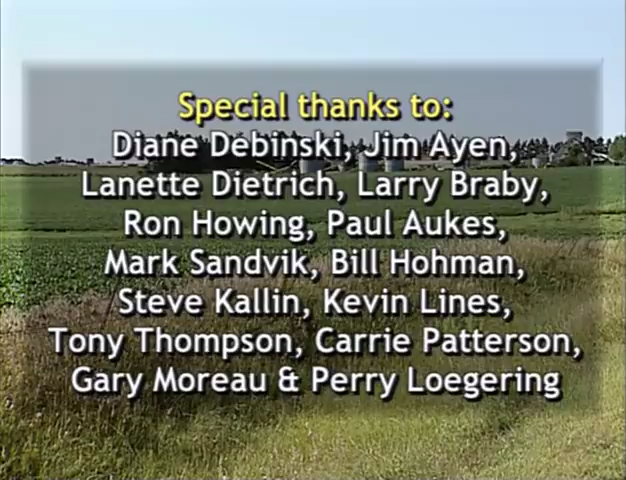 Special thanks to:
Diane Debinski, Jim Ayen,
Lanette Dietrich, Larry Braby,
Ron Howing, Paul Aukes,
Mark Sandvik, Bill Hohman,
Steve Kallin, Kevin Lines,
Tony Thompson, Carrie Patterson,
Gary Moreau & Perry Loegering